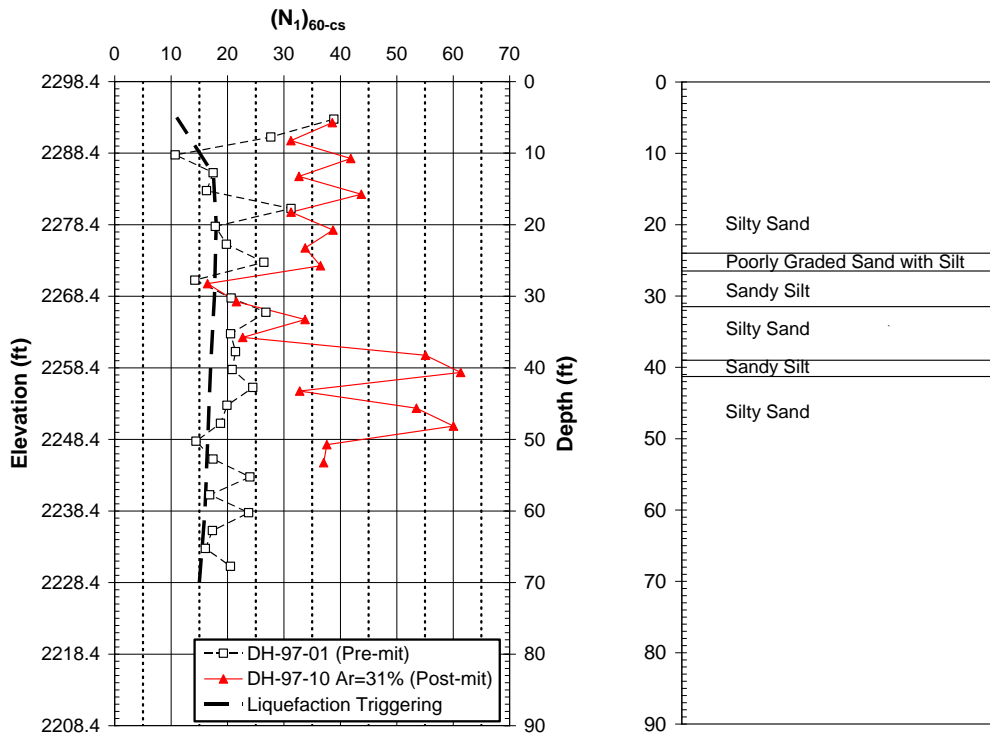 (N1)60-cs
0 10 20 30 40 50 60 70
2298.4 0 0
2288.4 10 10
2278.4 20 20
Silty Sand
Poorly Graded Sand with Silt
Sandy Silt
2268.4 30 30
Silty Sand
2258.4 40 40
Sandy Silt
Silty Sand
2248.4 50 50
2238.4 60 60
2228.4 70 70
2218.4 80 80
2208.4 90 90
Elevation (ft)
Depth (ft)
DH-97-01 (Pre-mit)
DH-97-10 Ar=31% (Post-mit)
Liquefaction Triggering